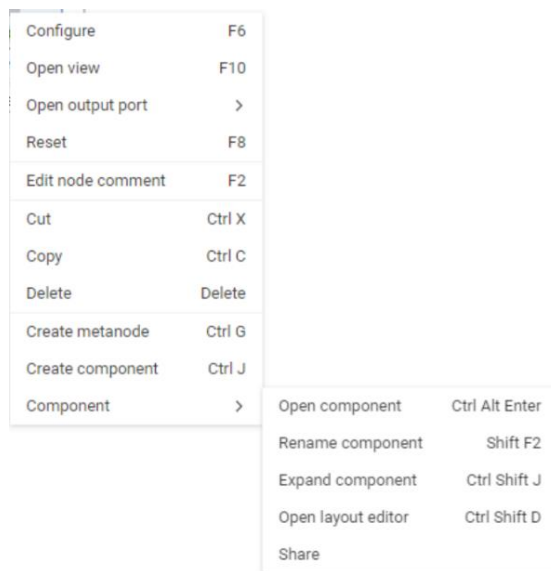 Configure F6
Open view F10
Open output port >
Reset F8
Edit node comment F2
Cut Ctrl X
Copy Ctrl C
Delete Delete
Create metanode Ctrl G
Create component Ctrl J
Component >
Open component Ctrl Alt Enter
Rename component Shift F2
Expand component Ctrl Shift J
Open layout editor Ctrl Shift D
Share